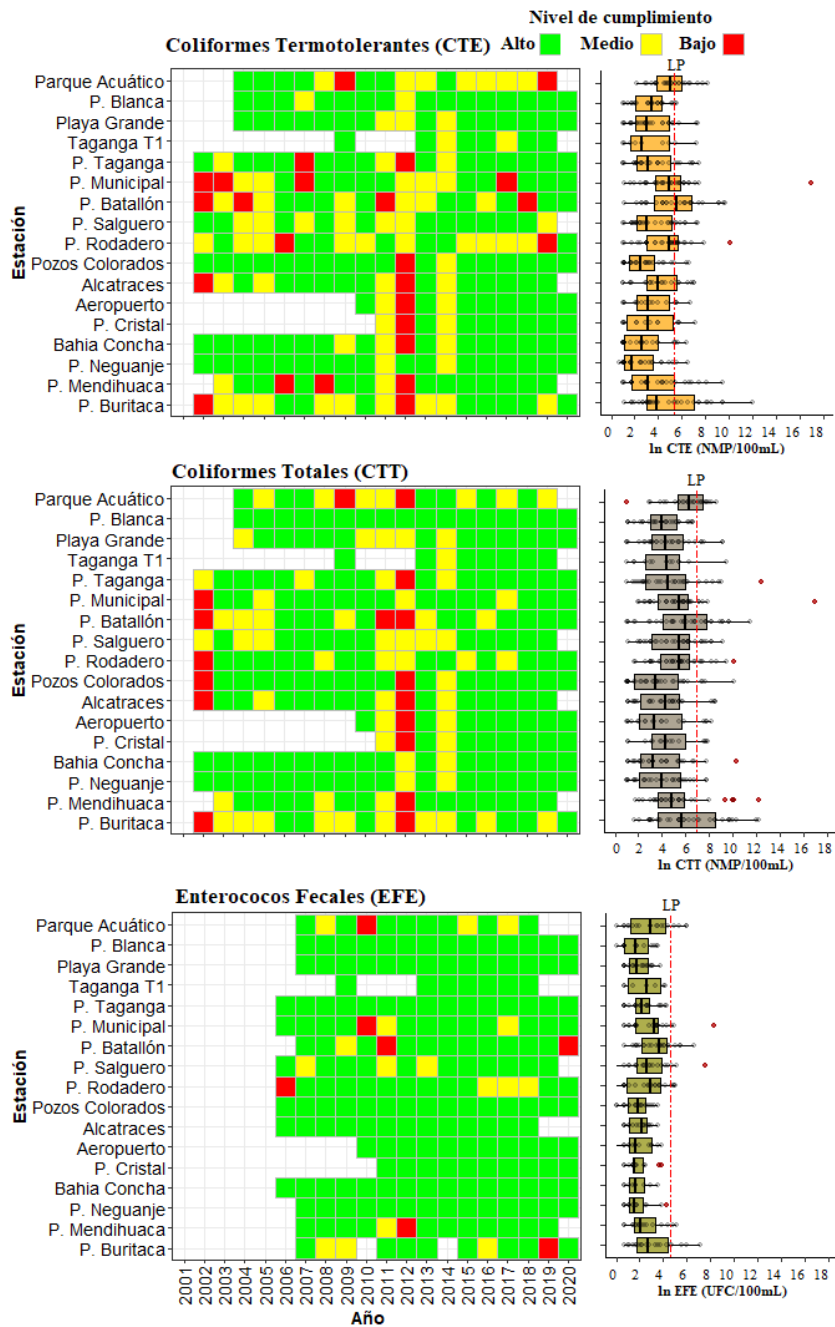 Nivel de cumplimiento
Coliformes Termotolerantes (CTE) Alto Medio Bajo
LP
Estación
Parque Acuático
P. Blanca
Playa Grande
Taganga T1
P. Taganga
P. Municipal
P. Batallón
P. Salguero
P. Rodadero
Pozos Colorados
Alcatraces
Aeropuerto
P. Cristal
Bahia Concha
P. Neguanje
P. Mendihuaca
P. Buritaca
0 2 4 6 8 10 12 14 16 18
ln CTE (NMP/100mL)
Coliformes Totales (CTT)
LP
Estación
Parque Acuático
P. Blanca
Playa Grande
Taganga T1
P. Taganga
P. Municipal
P. Batallón
P. Salguero
P. Rodadero
Pozos Colorados
Alcatraces
Aeropuerto
P. Cristal
Bahia Concha
P. Neguanje
P. Mendihuaca
P. Buritaca
0 2 4 6 8 10 12 14 16 18
ln CTT (NMP/100mL)
Enterococos Fecales (EFE)
LP
Estación
Parque Acuático
P. Blanca
Playa Grande
Taganga T1
P. Taganga
P. Municipal
P. Batallón
P. Salguero
P. Rodadero
Pozos Colorados
Alcatraces
Aeropuerto
P. Cristal
Bahia Concha
P. Neguanje
P. Mendihuaca
P. Buritaca
2001 2002 2003 2004 2005 2006 2007 2008 2009 2010 2011 2012 2013 2014 2015 2016 2017 2018 2019 2020
Año
0 2 4 6 8 10 12 14 16 18
ln EFE (UFC/100mL)